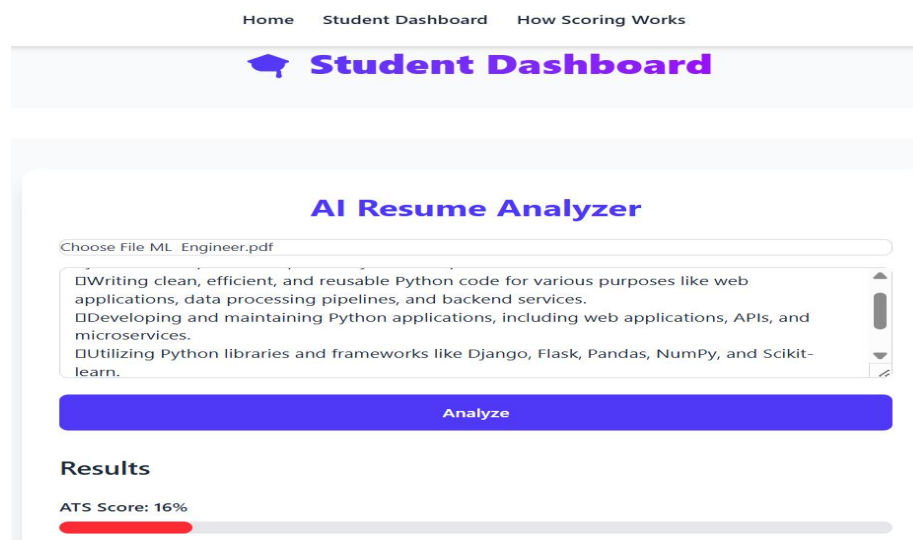 Home Student Dashboard How Scoring Works
Student Dashboard
AI Resume Analyzer
Choose File ML Engineer.pdf
▯Writing clean, efficient, and reusable Python code for various purposes like web
applications, data processing pipelines, and backend services.
▯Developing and maintaining Python applications, including web applications, APIs, and
microservices.
▯Utilizing Python libraries and frameworks like Django, Flask, Pandas, NumPy, and Scikit-
learn.
Analyze
Results
ATS Score: 16%